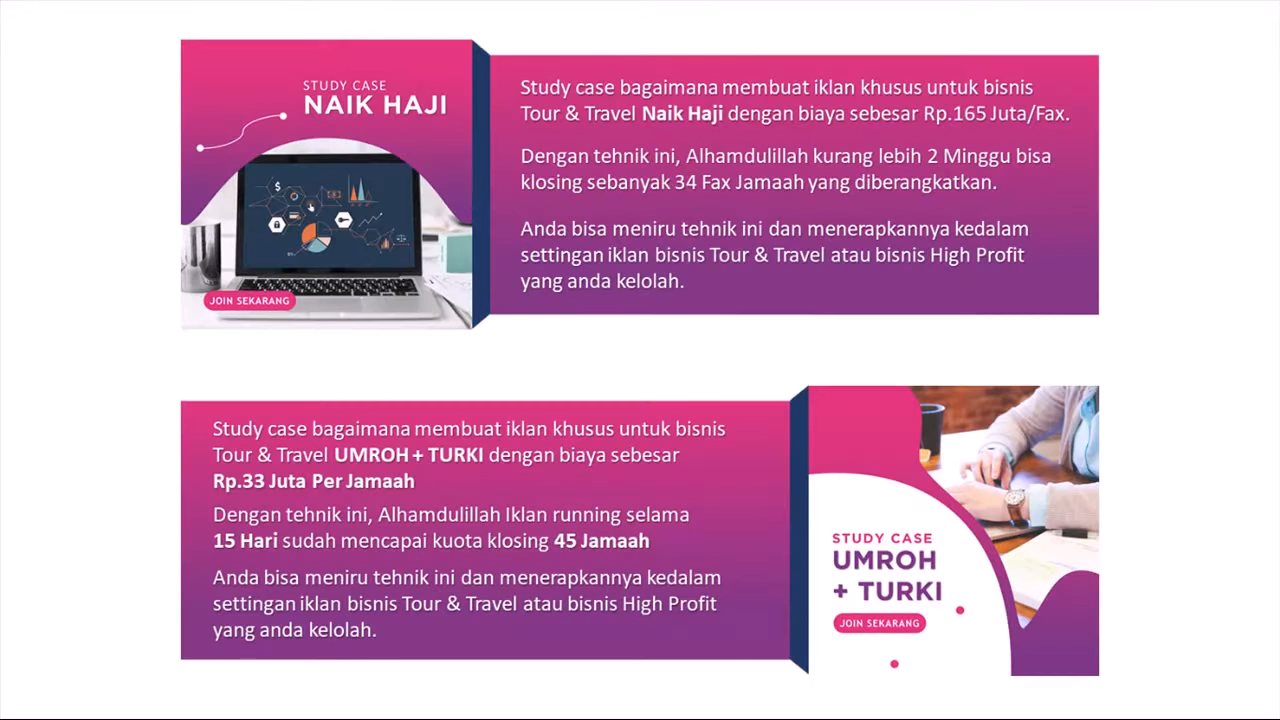 STUDY CASE
NAIK HAJI
JOIN SEKARANG
Study case bagaimana membuat iklan khusus untuk bisnis
Tour & Travel Naik Haji dengan biaya sebesar Rp.165 Juta/Fax.
Dengan tehnik ini, Alhamdulillah kurang lebih 2 Minggu bisa
klosing sebanyak 34 Fax Jamaah yang diberangkatkan.
Anda bisa meniru tehnik ini dan menerapkannya kedalam
settingan iklan bisnis Tour & Travel atau bisnis High Profit
yang anda kelolah.
Study case bagaimana membuat iklan khusus untuk bisnis
Tour & Travel UMROH + TURKI dengan biaya sebesar
Rp.33 Juta Per Jamaah
Dengan tehnik ini, Alhamdulillah Iklan running selama
15 Hari sudah mencapai kuota klosing 45 Jamaah
Anda bisa meniru tehnik ini dan menerapkannya kedalam
settingan iklan bisnis Tour & Travel atau bisnis High Profit
yang anda kelolah.
STUDY CASE
UMROH
+ TURKI
JOIN SEKARANG